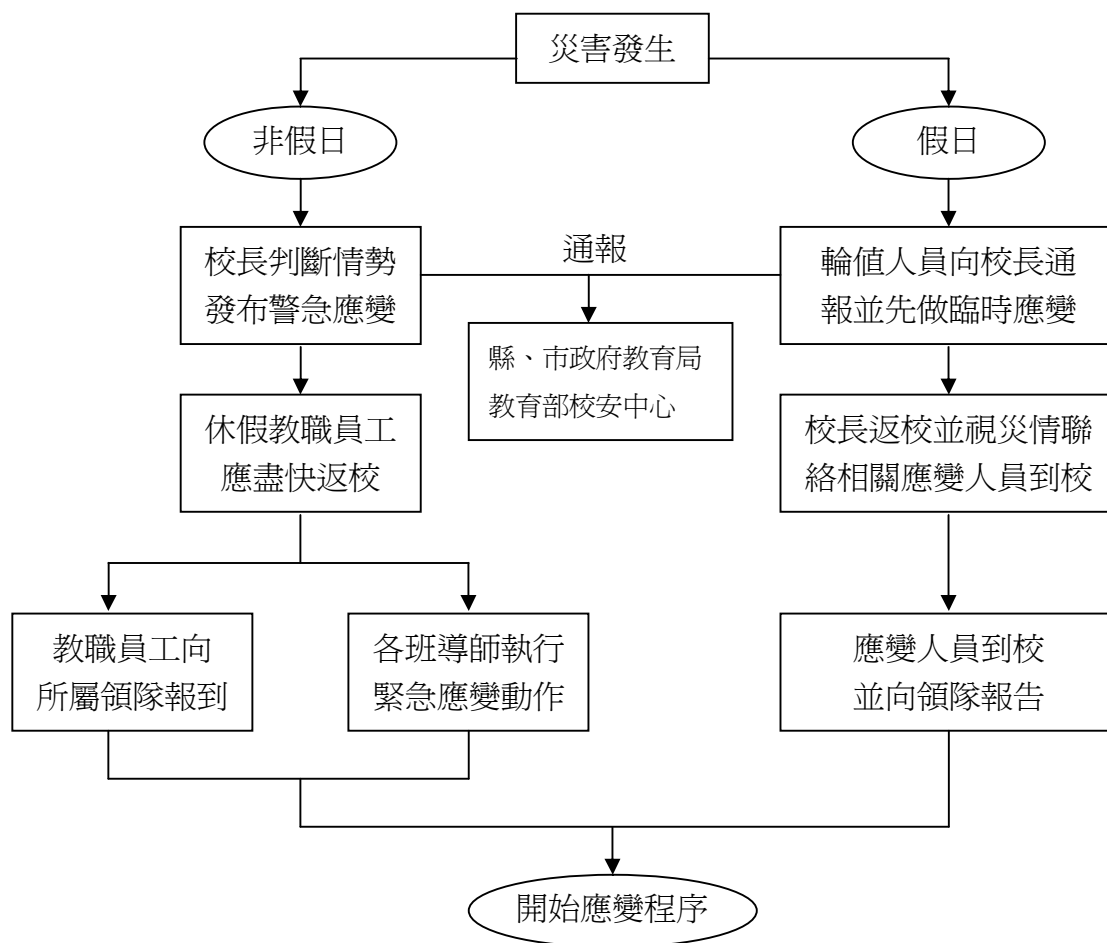 災害發生
非假日
假日
校長判斷情勢
發布警急應變
通報
輪值人員向校長通
報並先做臨時應變
縣、市政府教育局
教育部校安中心
休假教職員工
應盡快返校
校長返校並視災情聯
絡相關應變人員到校
教職員工向
所屬領隊報到
各班導師執行
緊急應變動作
應變人員到校
並向領隊報告
開始應變程序